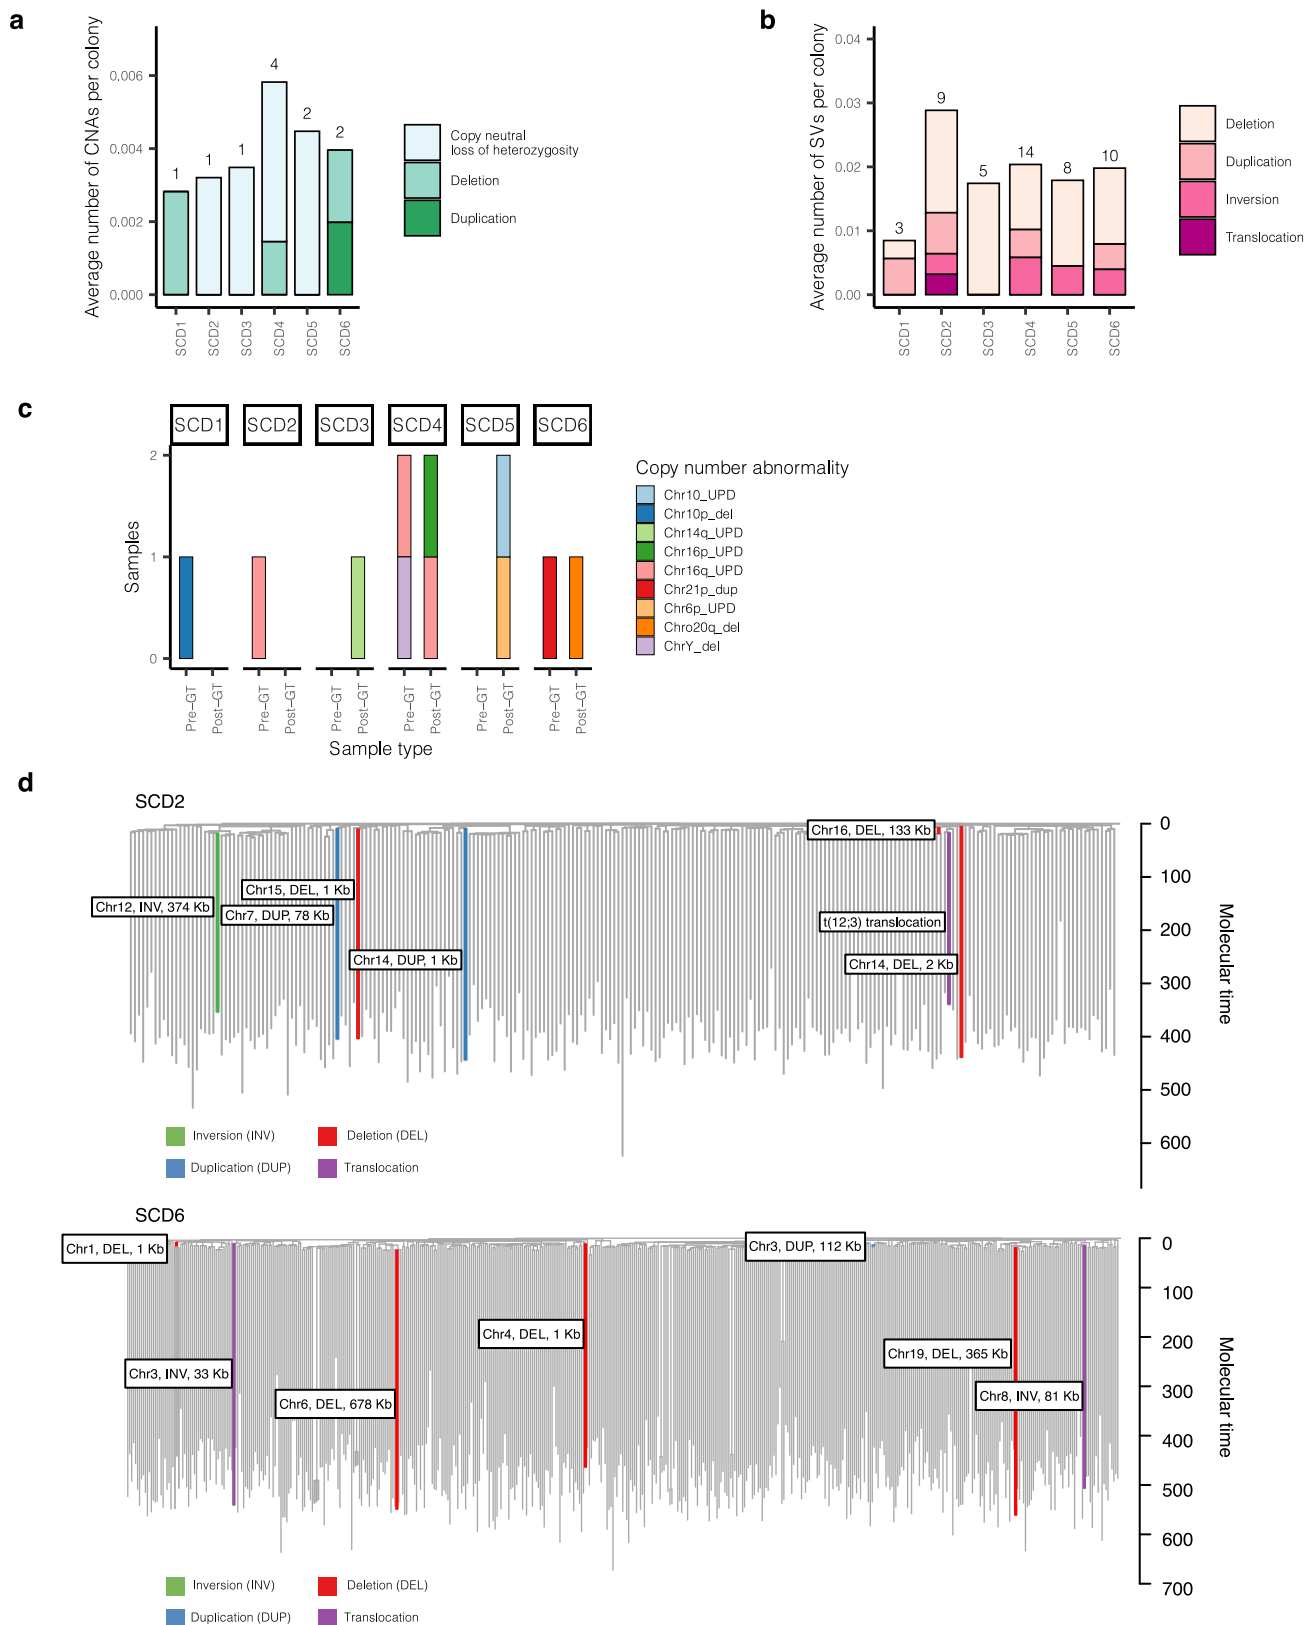 a
Average number of CNAs per colony
0.006
0.004
0.002
0.000
1
1
1
4
2
2
SCD1
SCD2
SCD3
SCD4
SCD5
SCD6
Copy neutral
loss of heterozygosity
Deletion
Duplication
b
Average number of SVs per colony
0.04
0.03
0.02
0.01
0.00
3
9
5
14
8
10
SCD1
SCD2
SCD3
SCD4
SCD5
SCD6
Deletion
Duplication
Inversion
Translocation
c
SCD1
SCD2
SCD3
SCD4
SCD5
SCD6
Samples
2
1
0
Pre-GT
Post-GT
Pre-GT
Post-GT
Pre-GT
Post-GT
Pre-GT
Post-GT
Pre-GT
Post-GT
Pre-GT
Post-GT
Sample type
Copy number abnormality
Chr10_UPD
Chr10p_del
Chr14q_UPD
Chr16p_UPD
Chr16q_UPD
Chr21p_dup
Chr6p_UPD
Chro20q_del
ChrY_del
d
SCD2
Chr16, DEL, 133 Kb
Chr15, DEL, 1 Kb
Chr12, INV, 374 Kb
Chr7, DUP, 78 Kb
t(12;3) translocation
Chr14, DUP, 1 Kb
Chr14, DEL, 2 Kb
0
100
200
300
400
500
600
Molecular time
Inversion (INV)
Deletion (DEL)
Duplication (DUP)
Translocation
SCD6
Chr1, DEL, 1 Kb
Chr3, DUP, 112 Kb
Chr4, DEL, 1 Kb
Chr19, DEL, 365 Kb
Chr3, INV, 33 Kb
Chr6, DEL, 678 Kb
Chr8, INV, 81 Kb
0
100
200
300
400
500
600
700
Molecular time
Inversion (INV)
Deletion (DEL)
Duplication (DUP)
Translocation